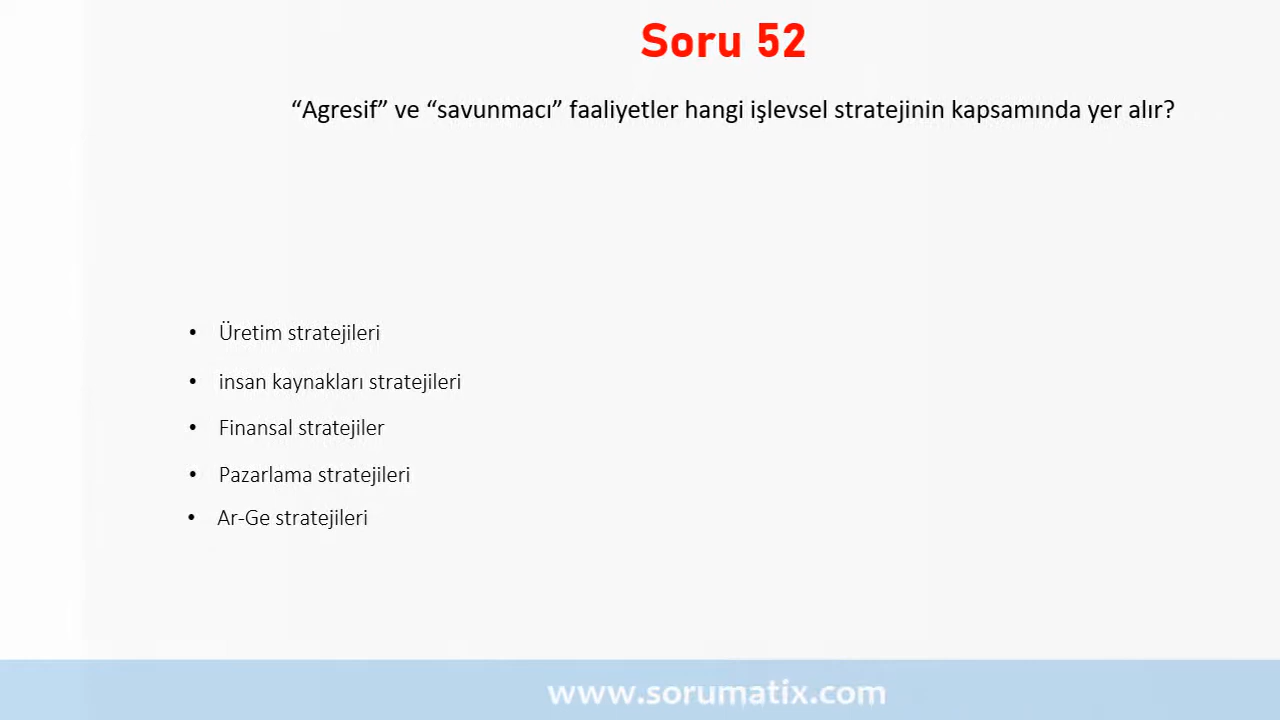 Soru 52
“Agresif” ve “savunmacı” faaliyetler hangi işlevsel stratejinin kapsamında yer alır?
• Üretim stratejileri
• insan kaynakları stratejileri
• Finansal stratejiler
• Pazarlama stratejileri
• Ar-Ge stratejileri
www.sorumatix.com